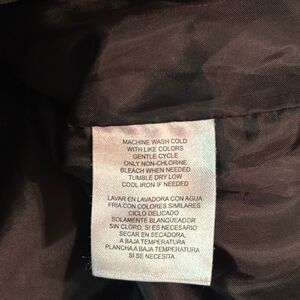 MACHINE WASH COLD
WITH LIKE COLORS
GENTLE CYCLE
ONLY NON-CHLORINE
BLEACH WHEN NEEDED
TUMBLE DRY LOW
COOL IRON IF NEEDED
LAVAR EN LAVADORA CON AGUA
FRIA CON COLORES SIMILARES
CICLO DELICADO
SOLAMENTE BLANQUEADOR
SIN CLORO, SI ES NECESARIO
SECAR EN SECADORA,
A BAJA TEMPERATURA
PLANCHA A BAJA TEMPERATURA
SI SE NECESITA